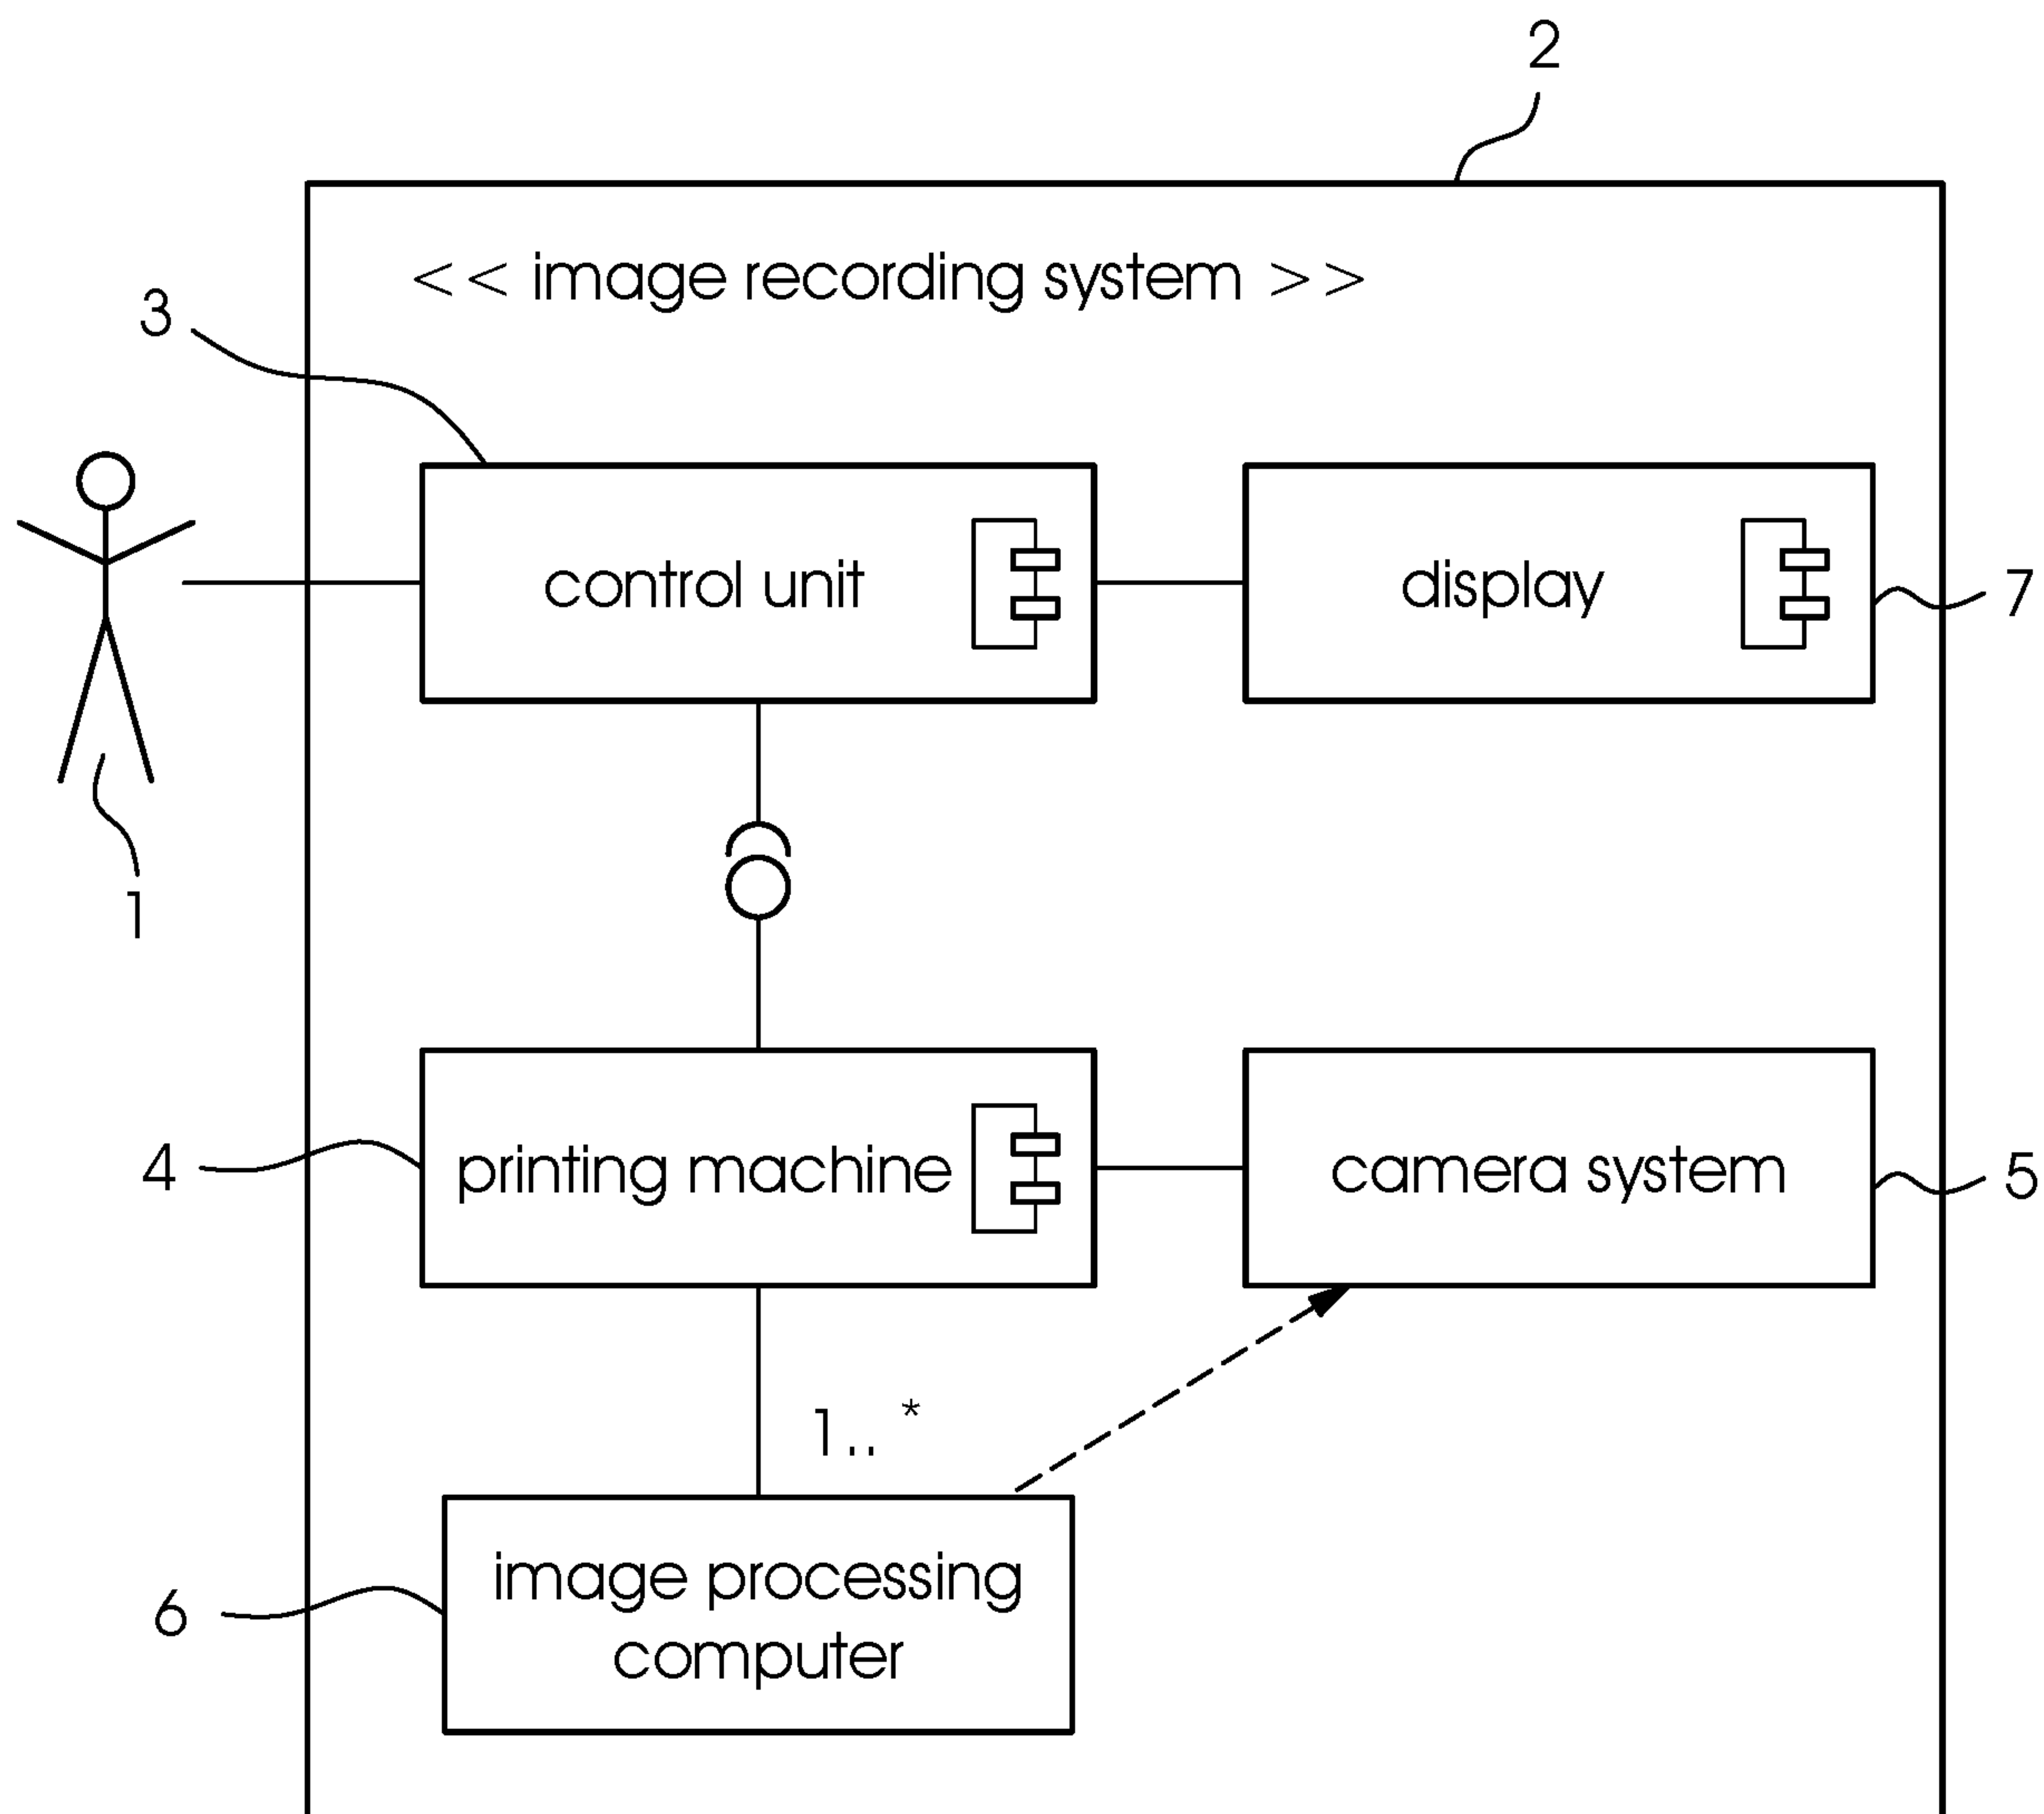 2
<< image recording system >>
3
control unit
display
7
1
4
printing machine
camera system
5
1.. *
6
image processing
computer